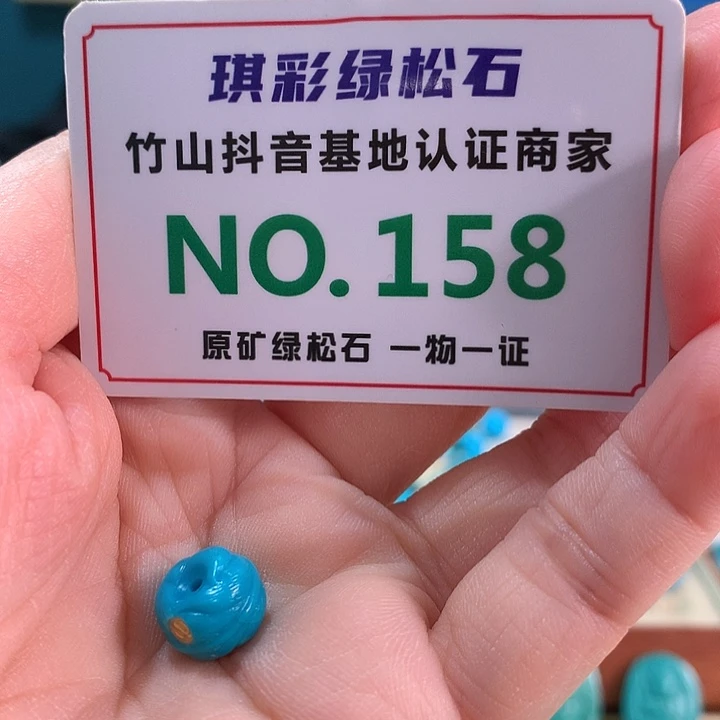 琪彩绿松石
竹山抖音基地认证商家
NO.158
原矿绿松石 一物一证